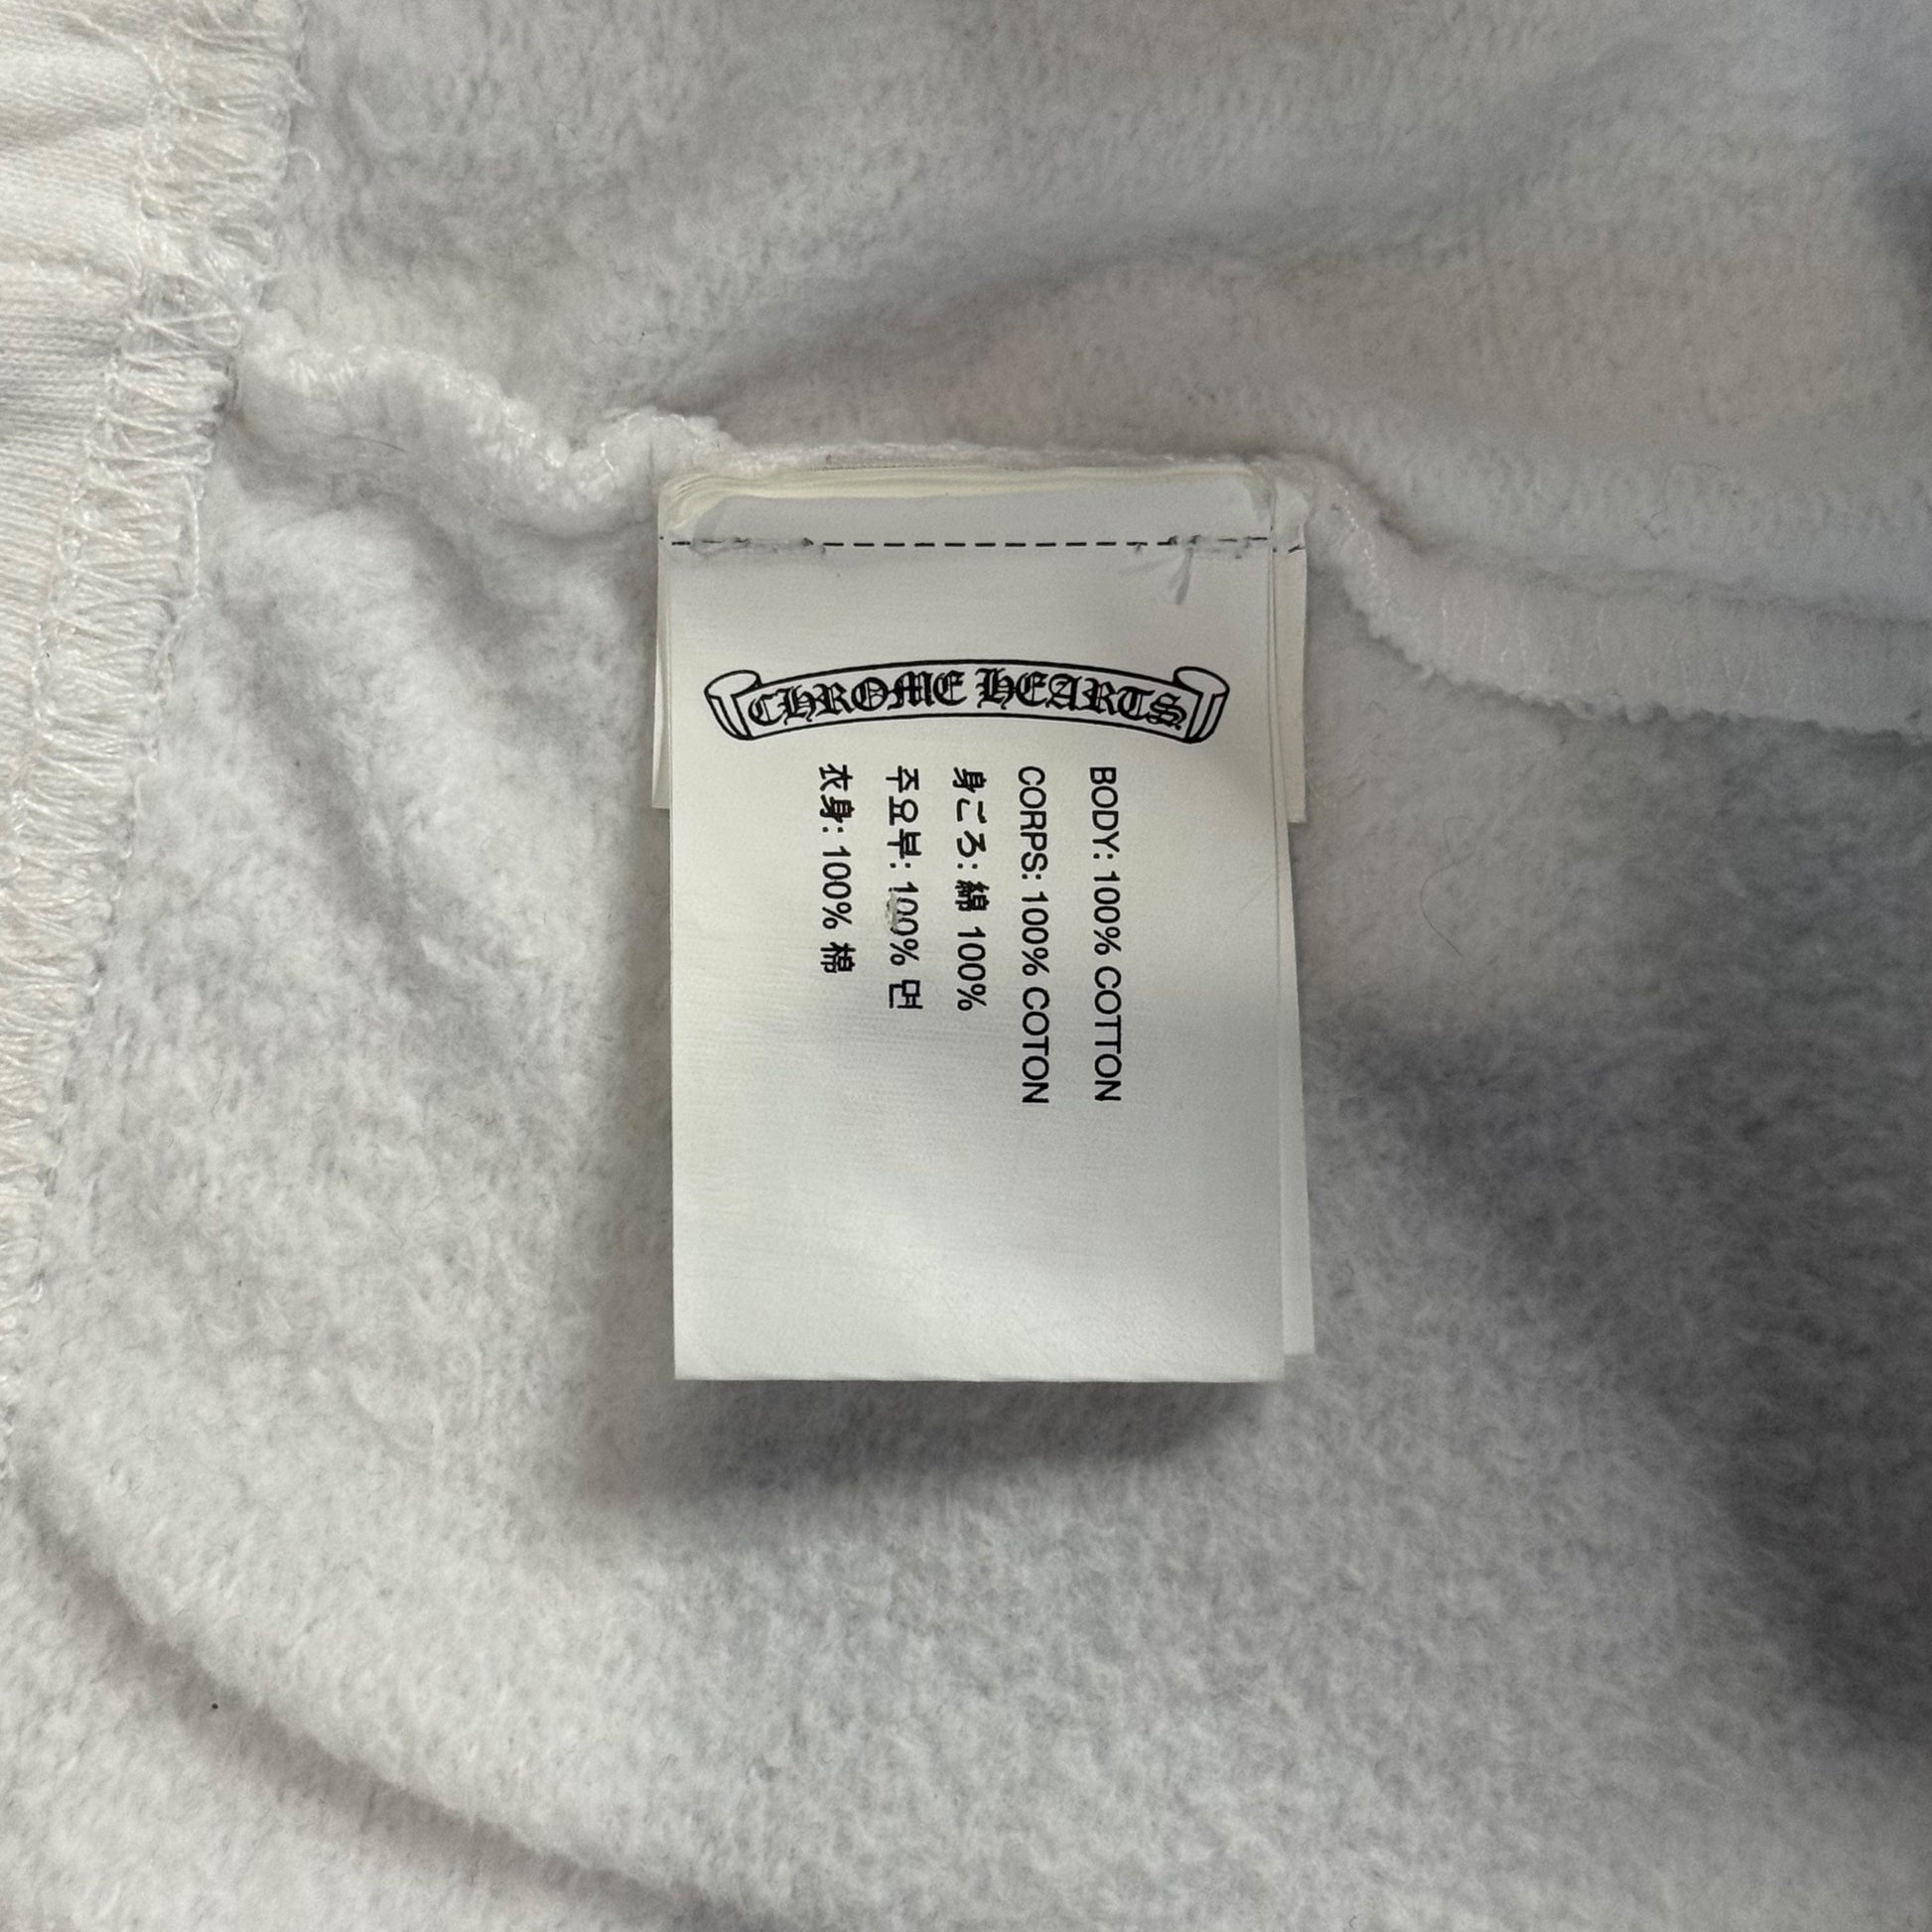 CHROME HEARTS
BODY: 100% COTTON
CORPS: 100% COTON
身ごろ: 綿 100%
주요부: 100% 면
衣身: 100% 棉